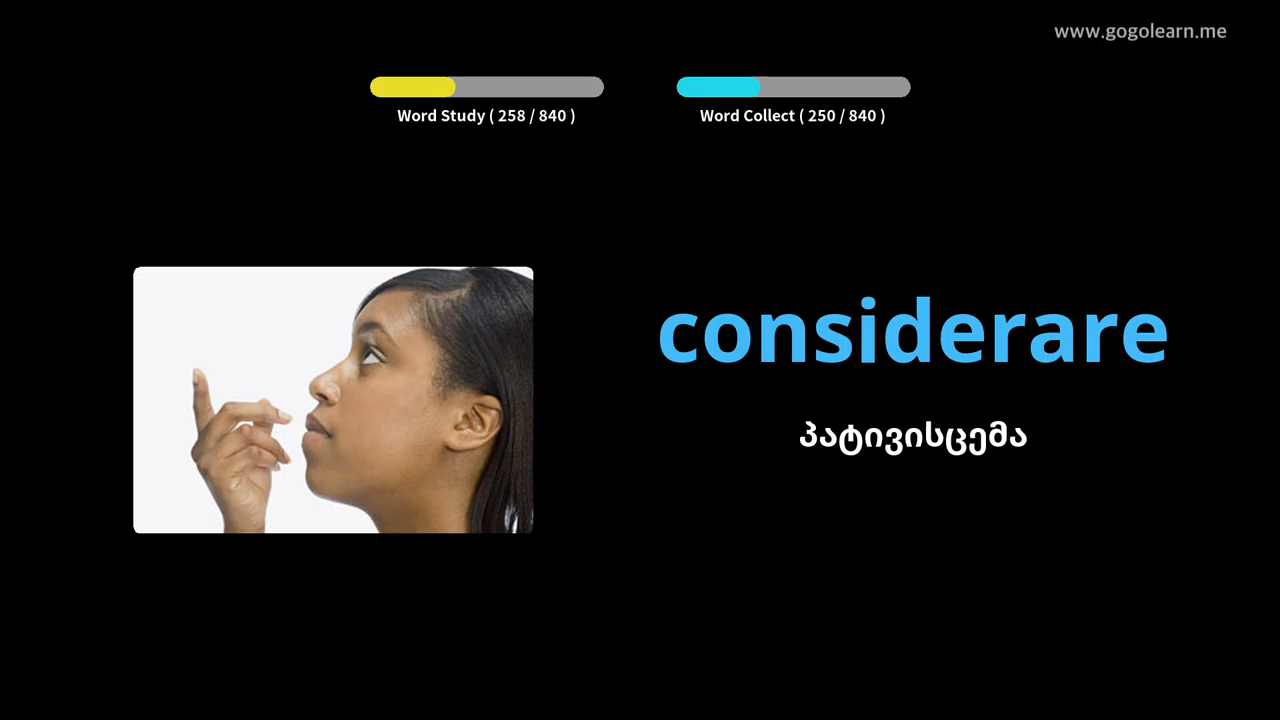 www.gogolearn.me
Word Study ( 258 / 840 )
Word Collect ( 250 / 840 )
considerare
პატივისცემა